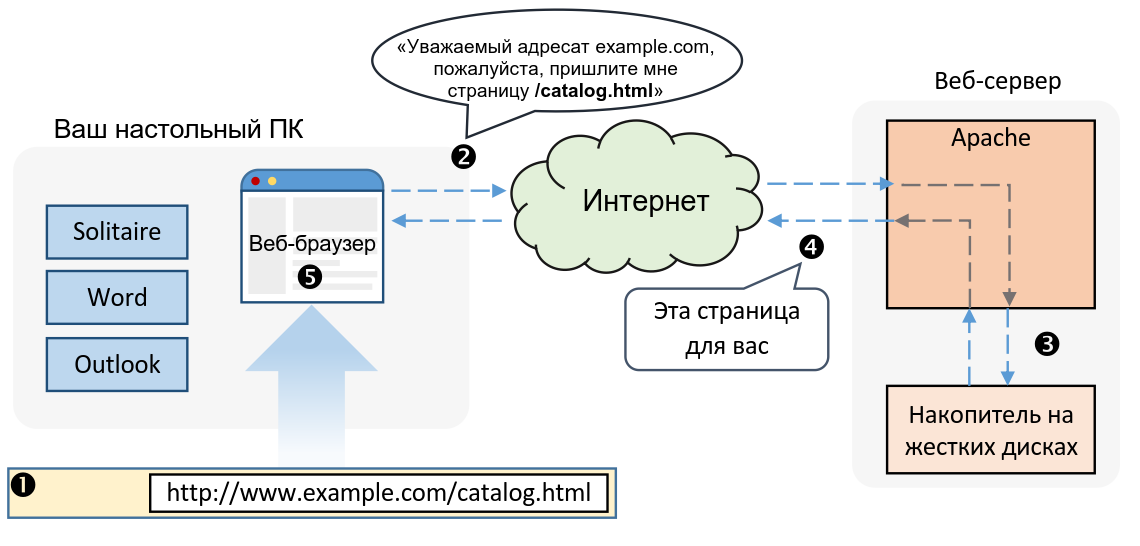 «Уважаемый адресат example.com,
пожалуйста, пришлите мне
страницу /catalog.html»
Веб-сервер
Ваш настольный ПК
Apache
❷
Интернет
Solitaire
Веб-браузер
❹
❺
Word
Эта страница
для вас
❸
Outlook
Накопитель на
жестких дисках
❶
http://www.example.com/catalog.html